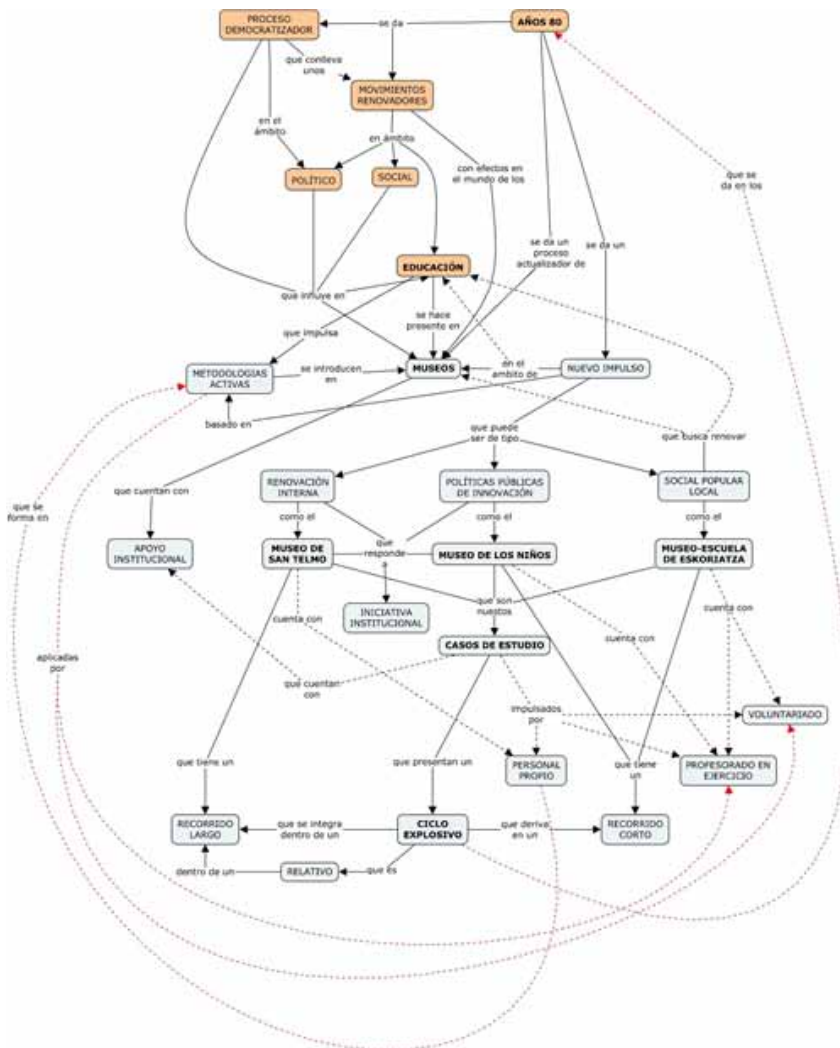 PROCESO
DEMOCRATIZADOR
se da
AÑOS 80
que conlleva
unos
MOVIMIENTOS
RENOVADORES
en el
ámbito
en ámbito
POLÍTICO
SOCIAL
con efectos en
el mundo de los
que se
da en los
se da un
proceso
actualizador de
se da un
EDUCACIÓN
que influye en
se hace
presente en
que impulsa
METODOLOGIAS
ACTIVAS
se introducen
en
MUSEOS
en el
ambito de
NUEVO IMPULSO
basado en
que puede
ser de tipo
que busca renovar
que cuentan con
RENOVACIÓN
INTERNA
POLÍTICAS PÚBLICAS
DE INNOVACIÓN
SOCIAL POPULAR
LOCAL
que se
forma en
como el
como el
como el
APOYO
INSTITUCIONAL
MUSEO DE
SAN TELMO
que
responde
a
MUSEO DE LOS NIÑOS
MUSEO-ESCUELA
DE ESKORIATZA
INICIATIVA
INSTITUCIONAL
que son
nuestos
cuenta con
cuenta con
cuenta con
CASOS DE ESTUDIO
aplicadas
por
que cuentan
con
impulsados
por
VOLUNTARIADO
que tiene un
que presentan un
PERSONAL
PROPIO
que tiene
un
PROFESORADO EN
EJERCICIO
RECORRIDO
LARGO
que se integra
dentro de un
CICLO
EXPLOSIVO
que deriva
en un
RECORRIDO
CORTO
dentro de un
RELATIVO
que es